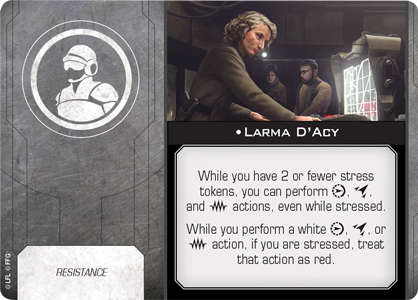 • LARMA D'ACY
While you have 2 or fewer stress
tokens, you can perform , ,
and actions, even while stressed.
While you perform a white , , or
action, if you are stressed, treat
that action as red.
RESISTANCE
© LFL © FFG